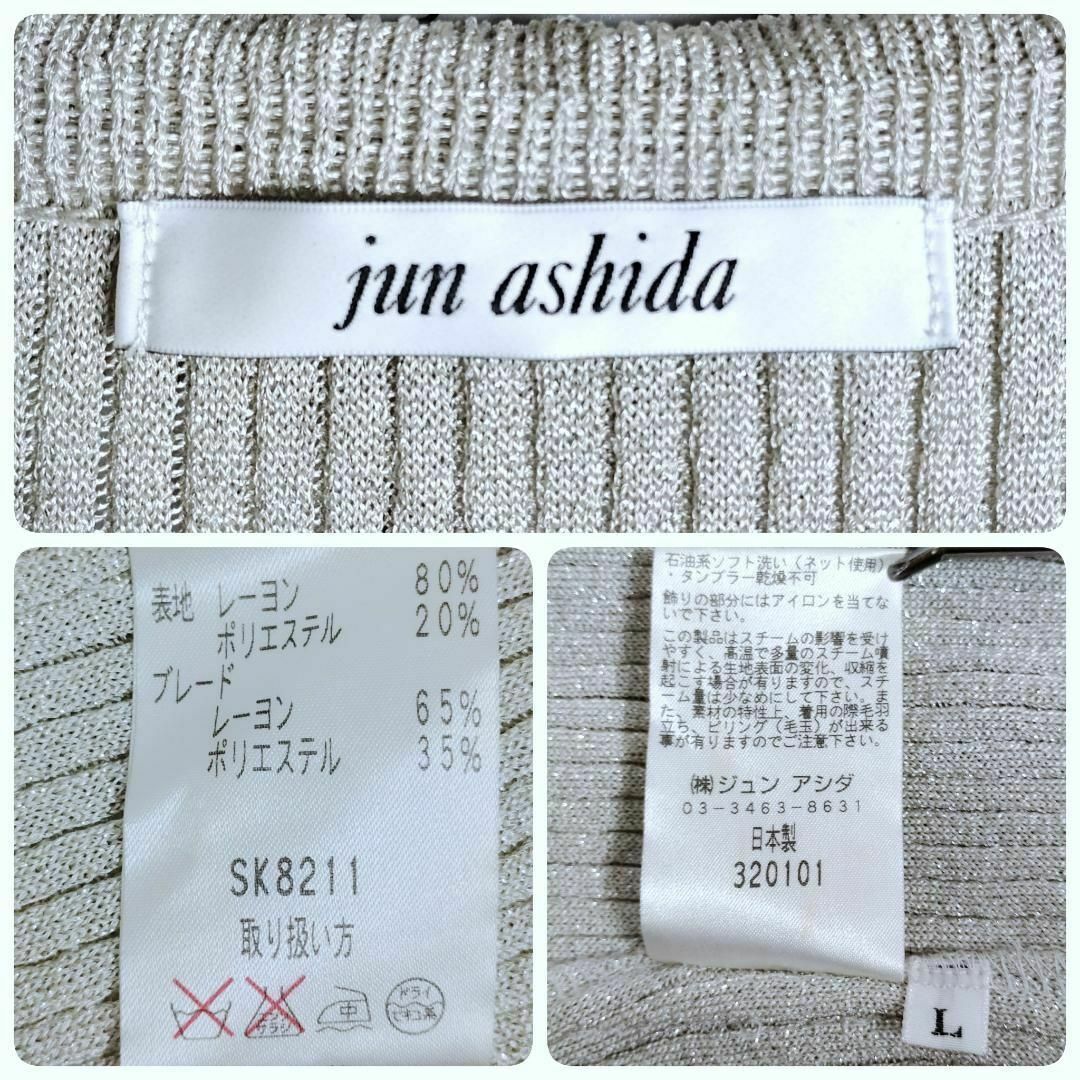 jun ashida
表地 レーヨン 80%
ポリエステル 20%
ブレード
レーヨン 65%
ポリエステル 35%
SK8211
取り扱い方
サラシ
中
ドライ
セキユ系
石油系ソフト洗い(ネット使用)
・タンブラー乾燥不可
飾りの部分にはアイロンを当てな
いで下さい。
この製品はスチームの影響を受け
やすく、高温で多量のスチーム噴
射による生地表面の変化、収縮を
起こす場合が有りますので、スチ
ーム量は少なめにして下さい。ま
た、素材の特性上、着用の際毛羽
立ち、ピリング(毛玉)が出来る
事が有りますのでご注意下さい。
(株)ジュン アシダ
03-3463-8631
日本製
320101
L